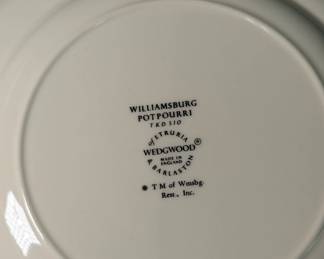 WILLIAMSBURG
POTPOURRI
TKD 510
OF ETRURIA
WEDGWOOD®
MADE IN
ENGLAND
& BARLASTON
® TM of Wmsbg.
Rest., Inc.